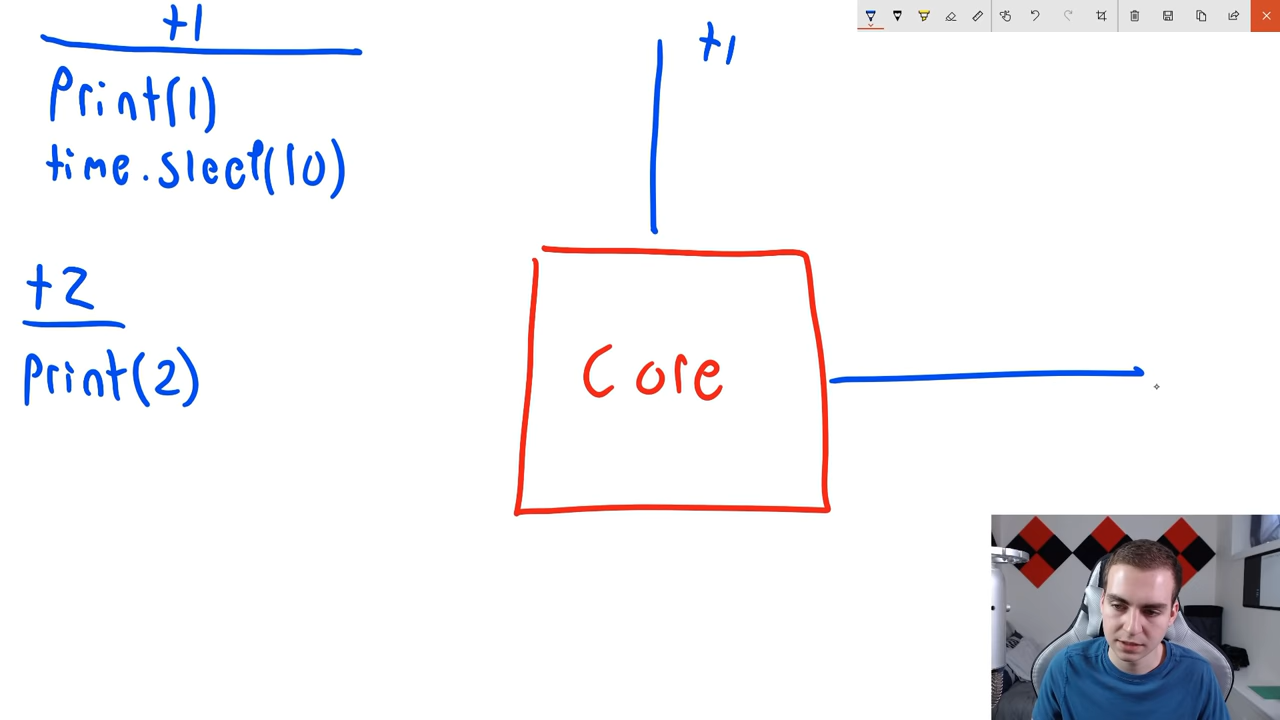 t1
Print(1)
time.sleep(10)
t2
print(2)
t1
Core